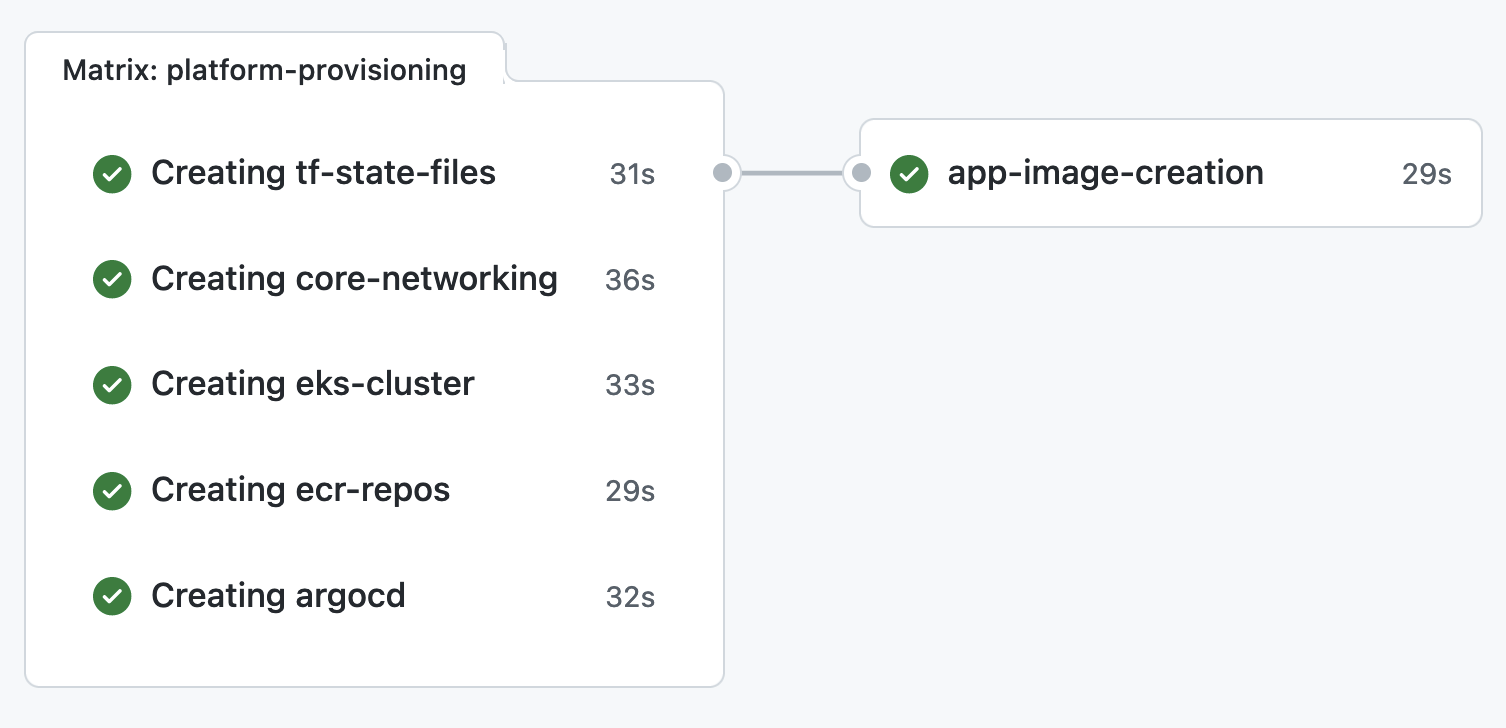 Matrix: platform-provisioning
Creating tf-state-files 31s
Creating core-networking 36s
Creating eks-cluster 33s
Creating ecr-repos 29s
Creating argocd 32s
app-image-creation 29s